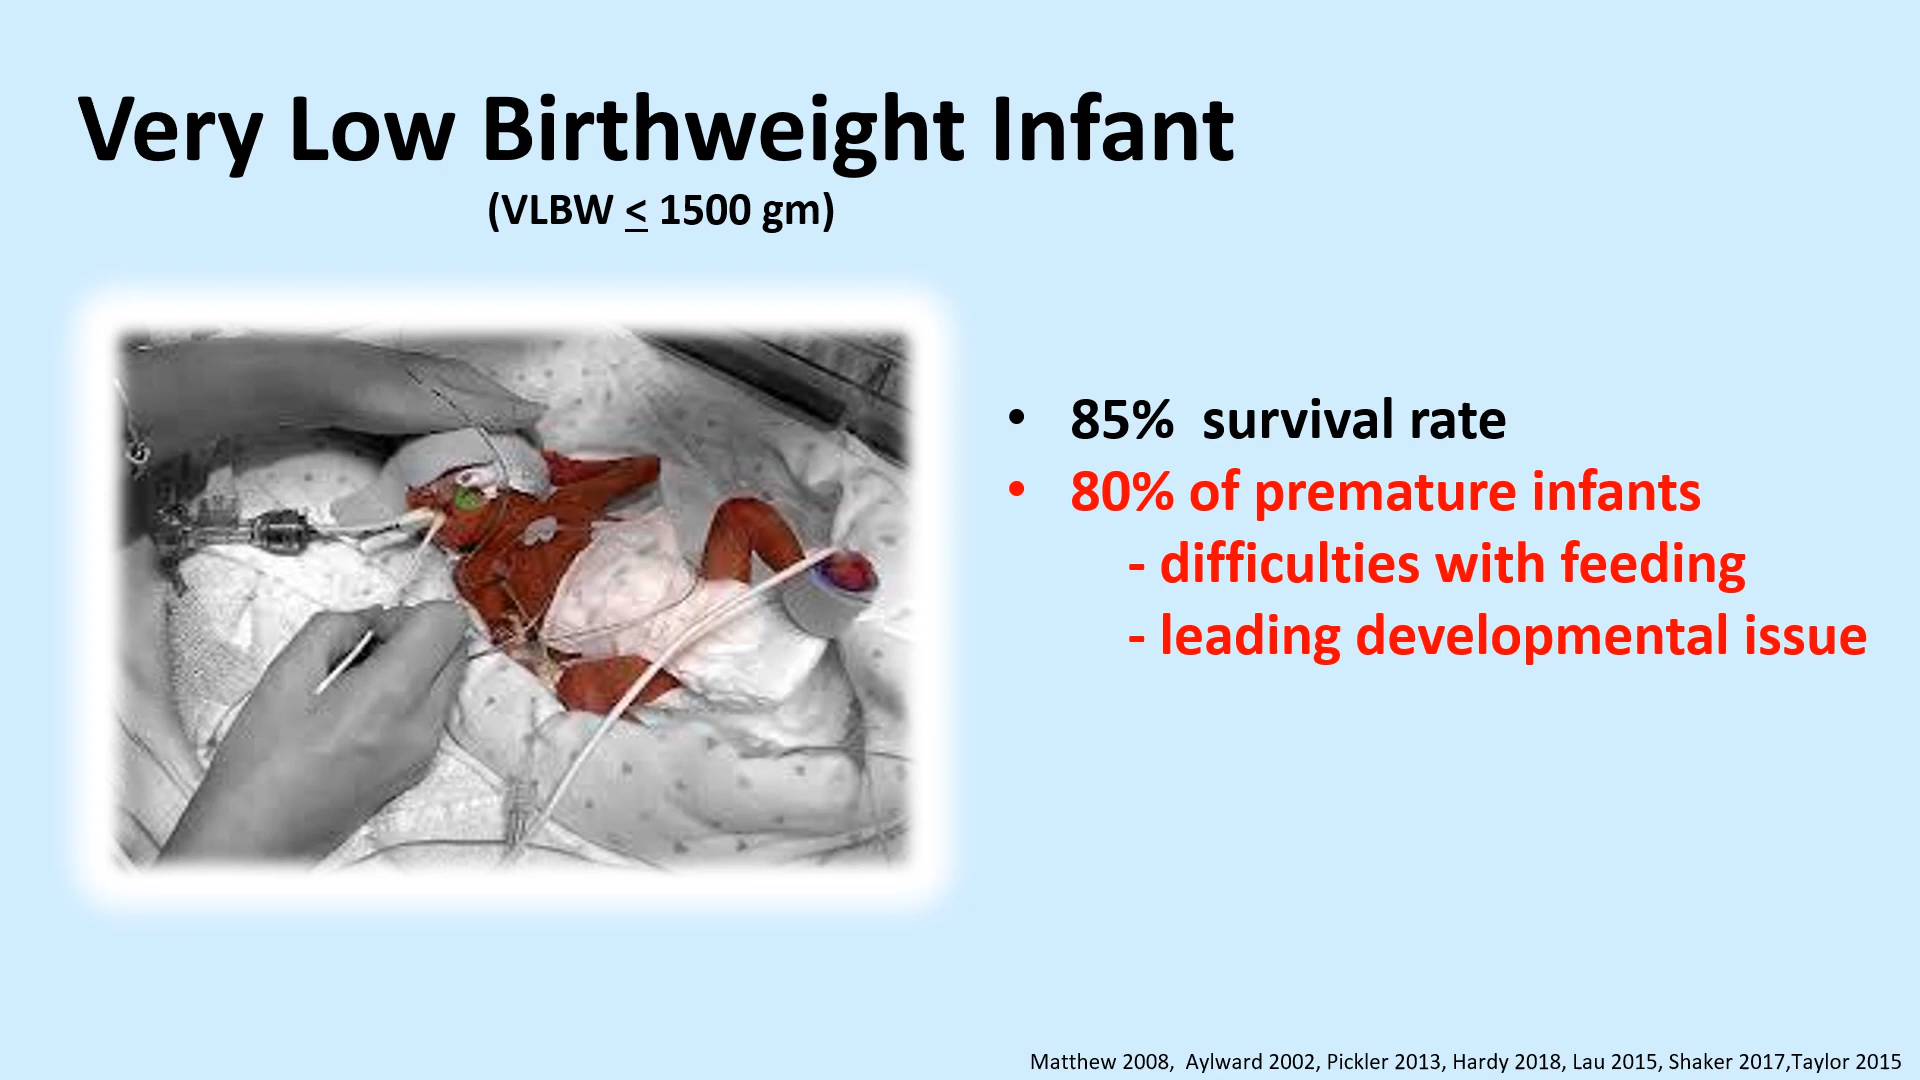 Very Low Birthweight Infant
(VLBW ≤ 1500 gm)
• 85%  survival rate
• 80% of premature infants
- difficulties with feeding
- leading developmental issue
Matthew 2008,  Aylward 2002, Pickler 2013, Hardy 2018, Lau 2015, Shaker 2017,Taylor 2015